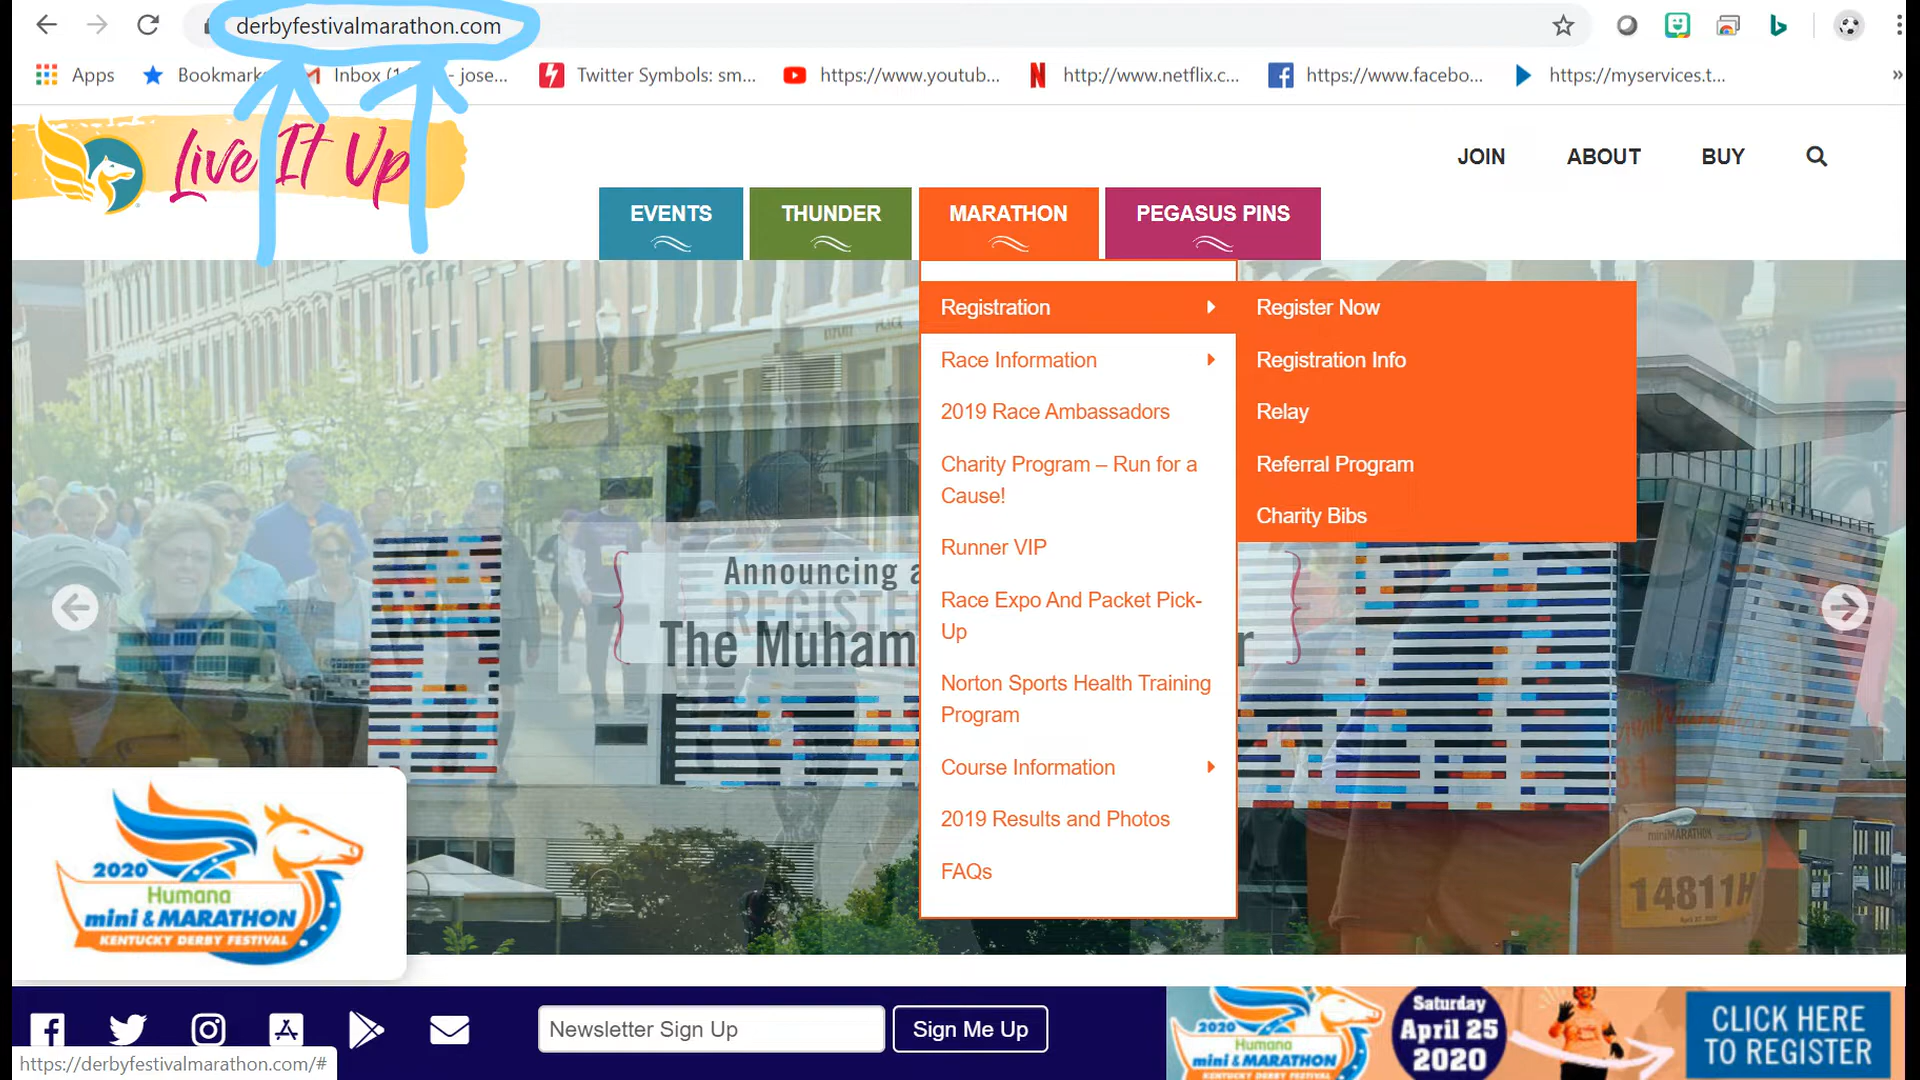 derbyfestivalmarathon.com
Apps
Bookmark
Inbox (1
- jose...
Twitter Symbols: sm...
https://www.youtub...
http://www.netflix.c...
https://www.facebo...
https://myservices.t...
»
Live It Up
JOIN
ABOUT
BUY
EVENTS
THUNDER
MARATHON
PEGASUS PINS
Registration
Race Information
2019 Race Ambassadors
Charity Program – Run for a
Cause!
Runner VIP
Race Expo And Packet Pick-
Up
Norton Sports Health Training
Program
Course Information
2019 Results and Photos
FAQs
Register Now
Registration Info
Relay
Referral Program
Charity Bibs
Announcing a
REGISTE
The Muham
r
miniMARATHON
14811H
2020
Humana
mini & MARATHON
KENTUCKY DERBY FESTIVAL
Newsletter Sign Up
Sign Me Up
https://derbyfestivalmarathon.com/#
2020
Humana
mini & MARATHON
KENTUCKY DERBY FESTIVAL
Saturday
April 25
2020
CLICK HERE
TO REGISTER